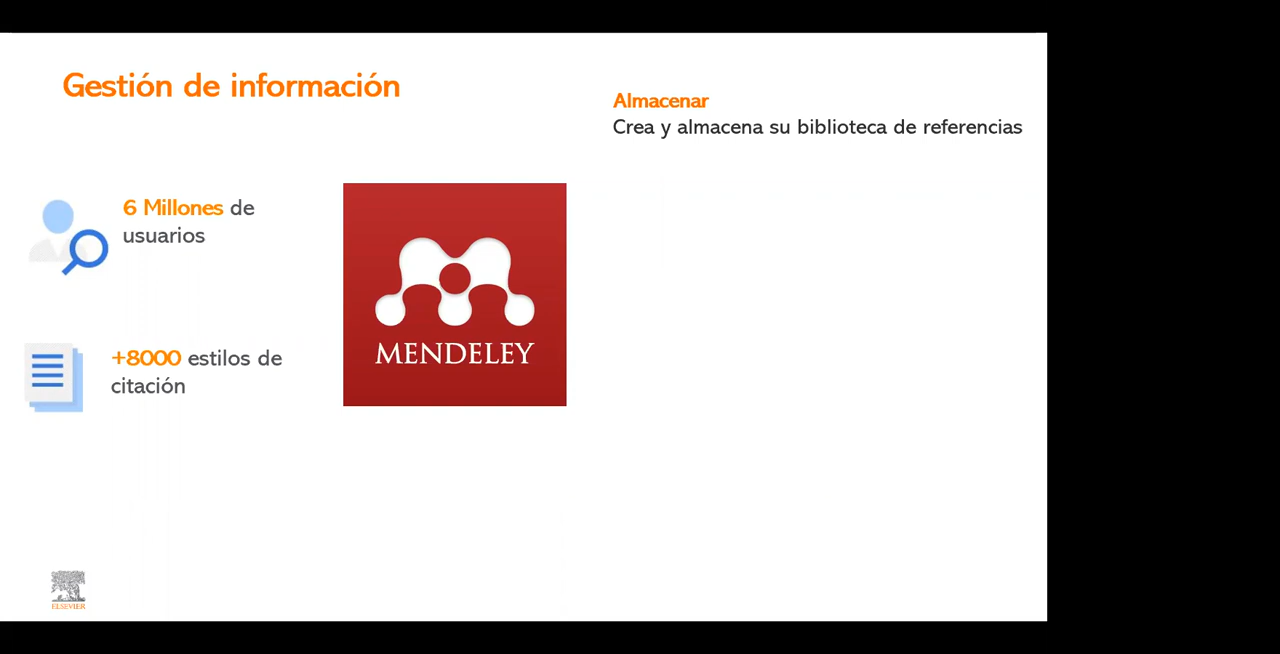 Gestión de información
Almacenar
Crea y almacena su biblioteca de referencias
6 Millones de
usuarios
MENDELEY
+8000 estilos de
citación
ELSEVIER